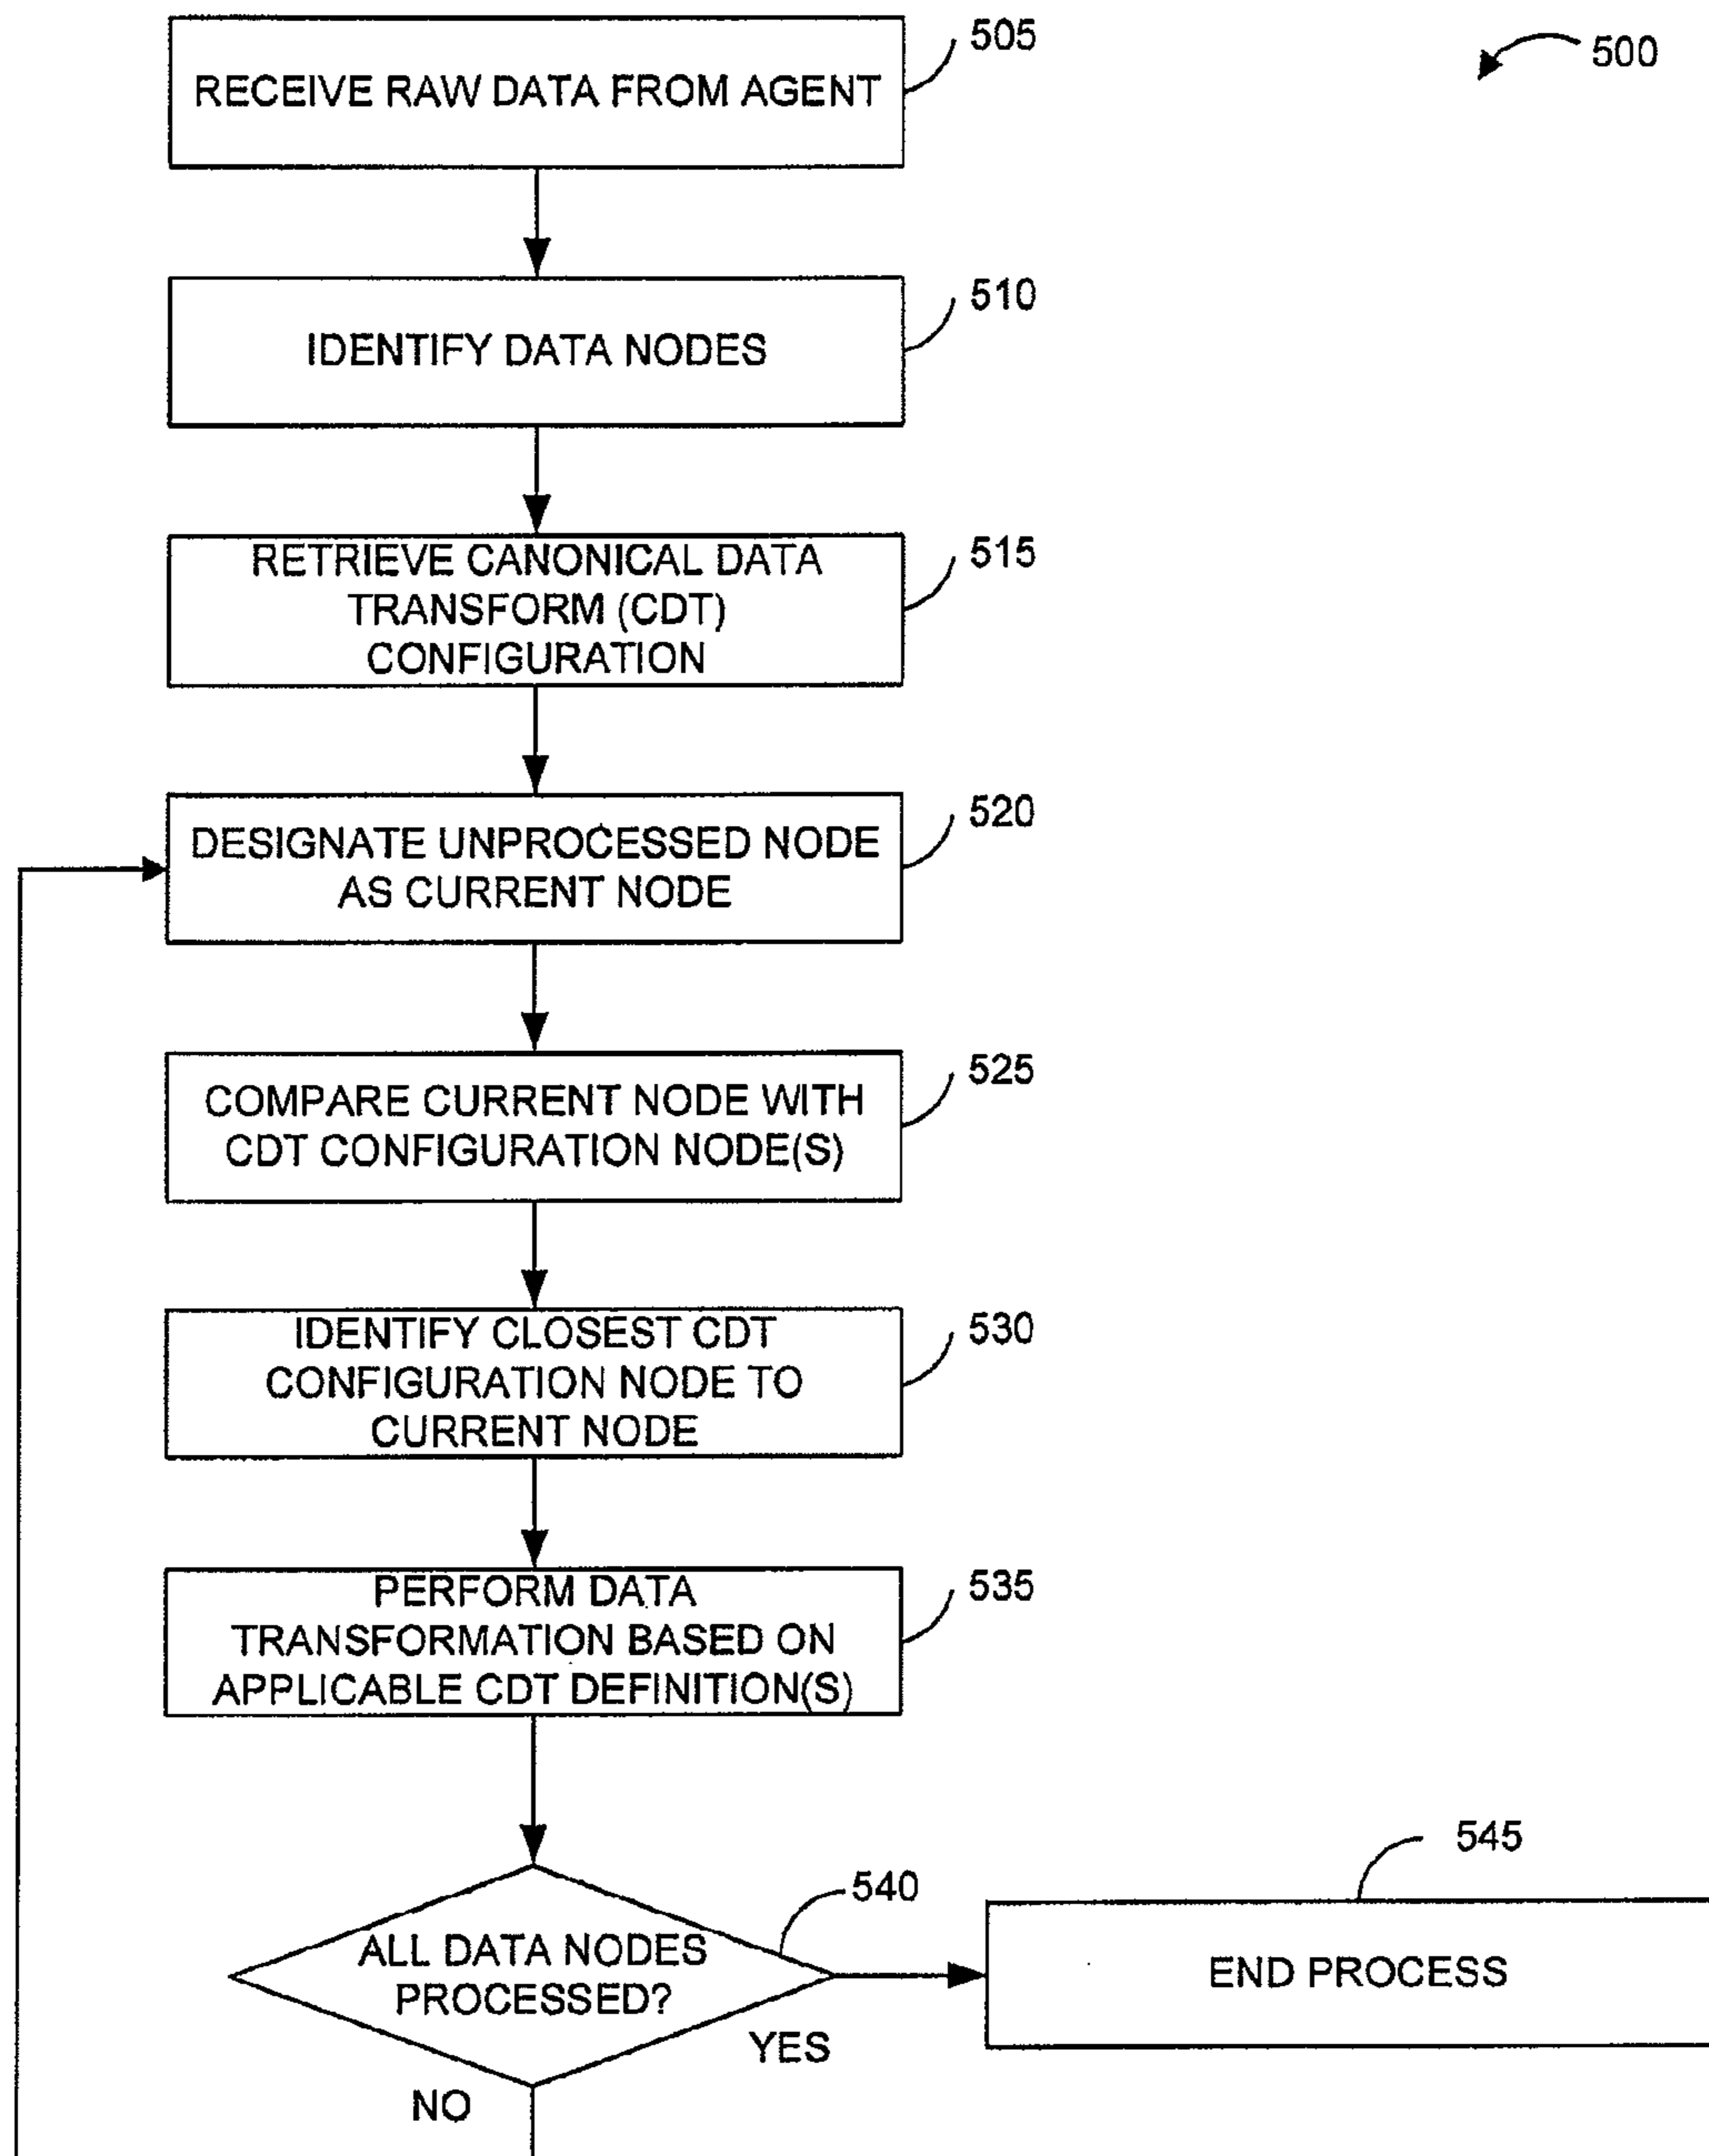 505
500
RECEIVE RAW DATA FROM AGENT
510
IDENTIFY DATA NODES
515
RETRIEVE CANONICAL DATA
TRANSFORM (CDT)
CONFIGURATION
520
DESIGNATE UNPROCESSED NODE
AS CURRENT NODE
525
COMPARE CURRENT NODE WITH
CDT CONFIGURATION NODE(S)
530
IDENTIFY CLOSEST CDT
CONFIGURATION NODE TO
CURRENT NODE
535
PERFORM DATA
TRANSFORMATION BASED ON
APPLICABLE CDT DEFINITION(S)
540
545
ALL DATA NODES
PROCESSED?
END PROCESS
YES
NO